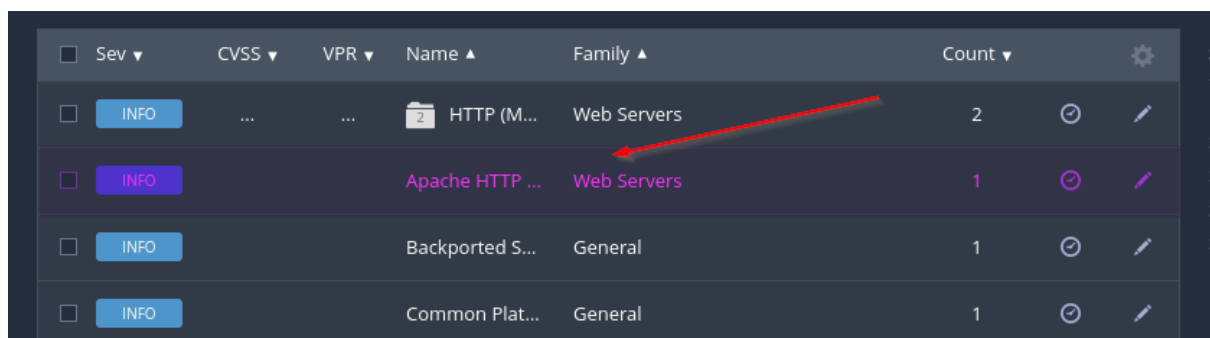 Sev ▾ CVSS ▾ VPR ▾ Name ▴ Family ▴ Count ▾
INFO ... ... 2 HTTP (M... Web Servers 2
INFO Apache HTTP ... Web Servers 1
INFO Backported S... General 1
INFO Common Plat... General 1